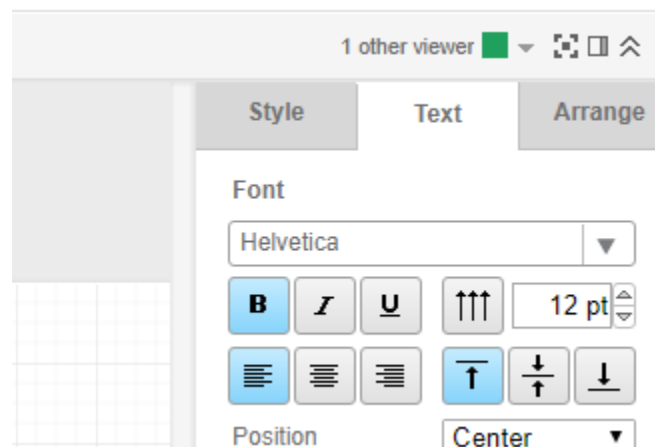 1 other viewer
Style Text Arrange
Font
Helvetica
B I U 12 pt
Position Center